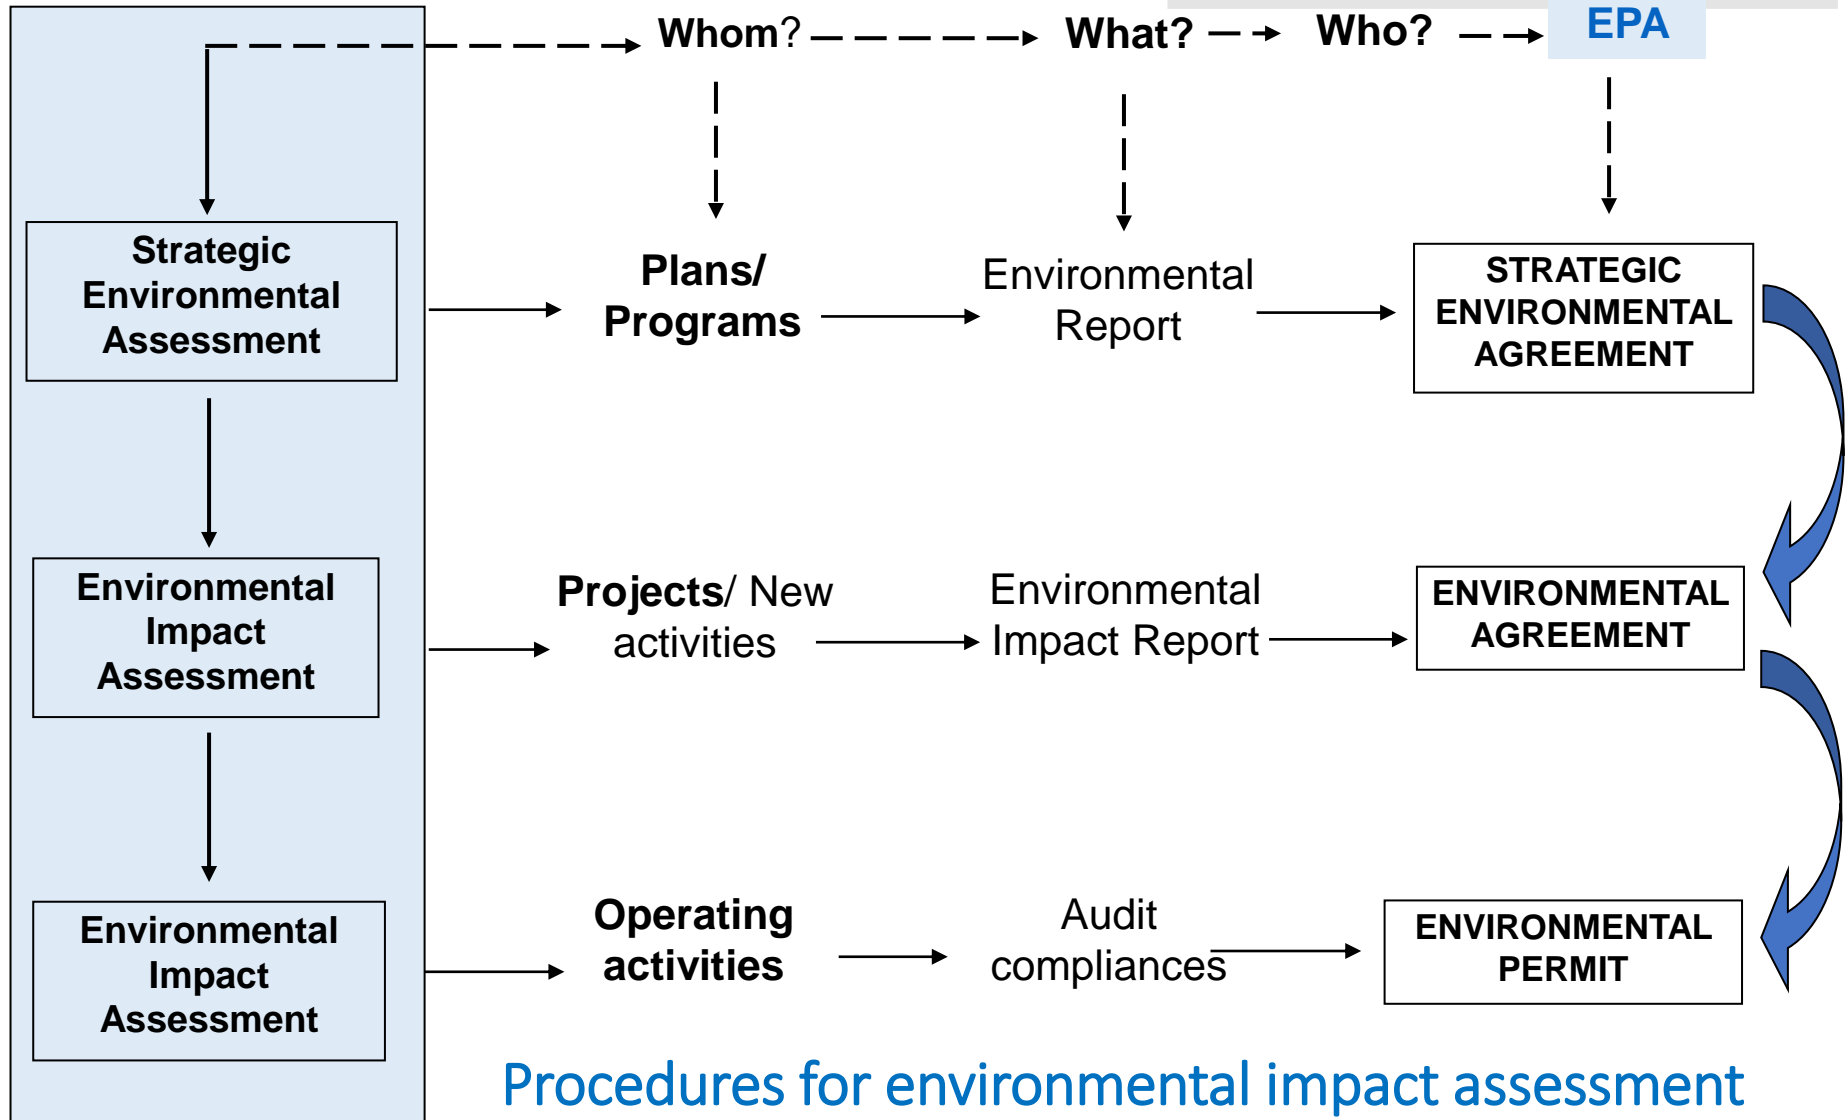 Whom?
What?
Who?
EPA
Strategic
Environmental
Assessment
Plans/
Programs
Environmental
Report
STRATEGIC
ENVIRONMENTAL
AGREEMENT
Environmental
Impact
Assessment
Projects/ New
activities
Environmental
Impact Report
ENVIRONMENTAL
AGREEMENT
Environmental
Impact
Assessment
Operating
activities
Audit
compliances
ENVIRONMENTAL
PERMIT
Procedures for environmental impact assessment